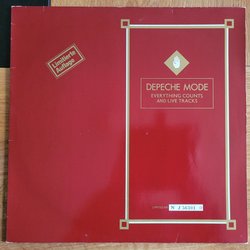 Limitierte
Auflage
DEPECHE MODE
EVERYTHING COUNTS
AND LIVE TRACKS